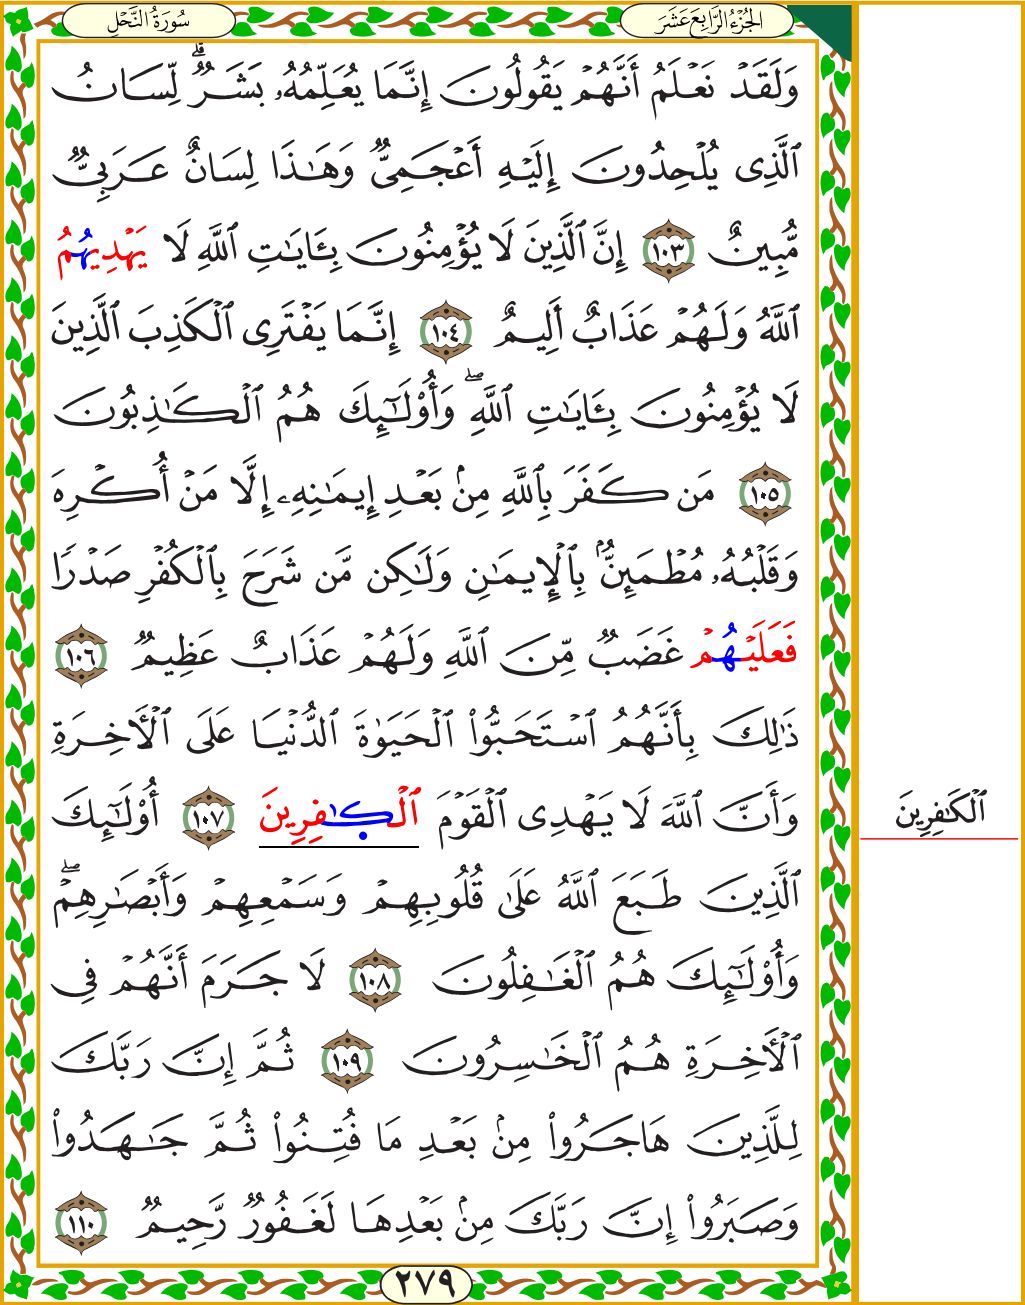 سُورَةُ النَّحْلِ
الجُزْءُ الرَّابِعَ عَشَرَ
وَلَقَدْ نَعْلَمُ أَنَّهُمْ يَقُولُونَ إِنَّمَا يُعَلِّمُهُۥ بَشَرٌۗ لِّسَانُ
ٱلَّذِى يُلْحِدُونَ إِلَيْهِ أَعْجَمِىٌّ وَهَـٰذَا لِسَانٌ عَرَبِىٌّ
مُّبِينٌ ١٠٣ إِنَّ ٱلَّذِينَ لَا يُؤْمِنُونَ بِـَٔايَـٰتِ ٱللَّهِ لَا يَهْدِيهُمُ
ٱللَّهُ وَلَهُمْ عَذَابٌ أَلِيمٌ ١٠٤ إِنَّمَا يَفْتَرِى ٱلْكَذِبَ ٱلَّذِينَ
لَا يُؤْمِنُونَ بِـَٔايَـٰتِ ٱللَّهِۖ وَأُوْلَـٰٓئِكَ هُمُ ٱلْكَـٰذِبُونَ
١٠٥ مَن كَفَرَ بِٱللَّهِ مِنۢ بَعْدِ إِيمَـٰنِهِۦٓ إِلَّا مَنْ أُكْرِهَ
وَقَلْبُهُۥ مُطْمَئِنٌّۢ بِٱلْإِيمَـٰنِ وَلَـٰكِن مَّن شَرَحَ بِٱلْكُفْرِ صَدْرًا
فَعَلَيْهُمْ غَضَبٌ مِّنَ ٱللَّهِ وَلَهُمْ عَذَابٌ عَظِيمٌ ١٠٦
ذَٰلِكَ بِأَنَّهُمُ ٱسْتَحَبُّواْ ٱلْحَيَوٰةَ ٱلدُّنْيَا عَلَى ٱلْأَخِرَةِ
وَأَنَّ ٱللَّهَ لَا يَهْدِى ٱلْقَوْمَ ٱلْكَـٰفِرِينَ ١٠٧ أُوْلَـٰٓئِكَ
ٱلْكَـٰفِرِينَ
ٱلَّذِينَ طَبَعَ ٱللَّهُ عَلَىٰ قُلُوبِهِمْ وَسَمْعِهِمْ وَأَبْصَـٰرِهِمْۖ
وَأُوْلَـٰٓئِكَ هُمُ ٱلْغَـٰفِلُونَ ١٠٨ لَا جَرَمَ أَنَّهُمْ فِى
ٱلْأَخِرَةِ هُمُ ٱلْخَـٰسِرُونَ ١٠٩ ثُمَّ إِنَّ رَبَّكَ
لِلَّذِينَ هَاجَرُواْ مِنۢ بَعْدِ مَا فُتِنُواْ ثُمَّ جَـٰهَدُواْ
وَصَبَرُواْ إِنَّ رَبَّكَ مِنۢ بَعْدِهَا لَغَفُورٌ رَّحِيمٌ ١١٠
٢٧٩